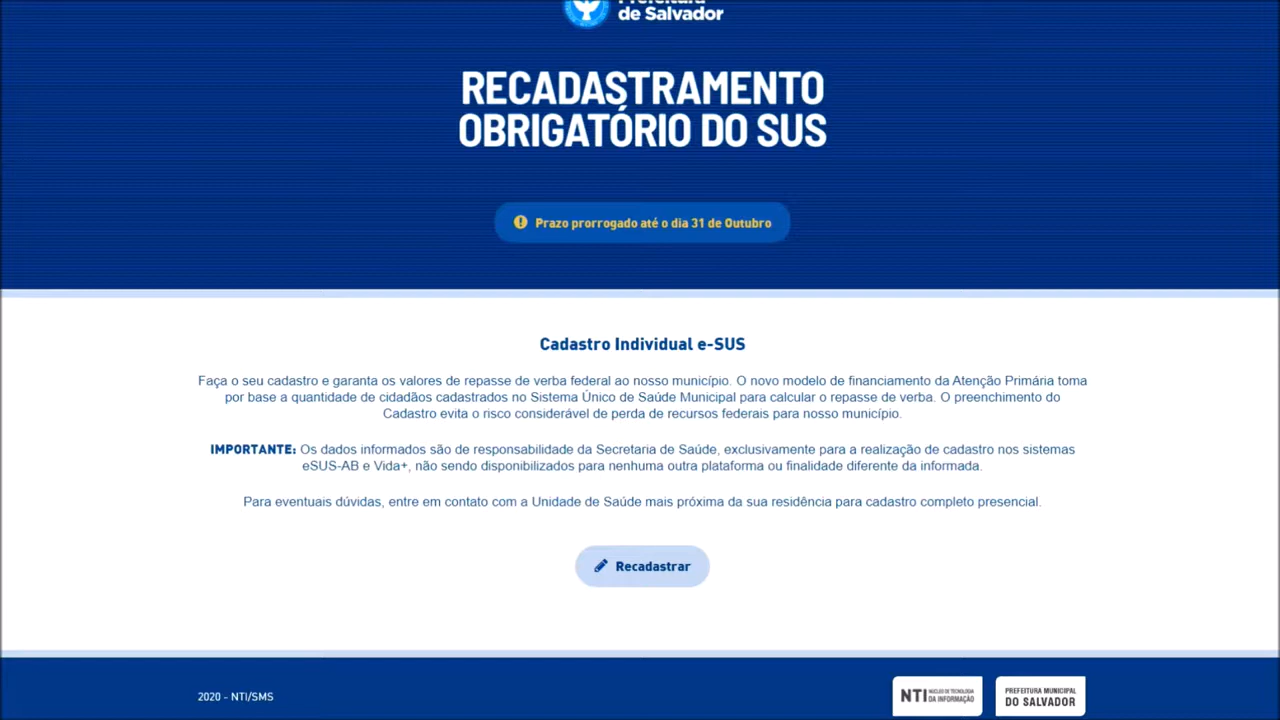 Prefeitura
de Salvador
RECADASTRAMENTO
OBRIGATÓRIO DO SUS
Prazo prorrogado até o dia 31 de Outubro
Cadastro Individual e-SUS
Faça o seu cadastro e garanta os valores de repasse de verba federal ao nosso município. O novo modelo de financiamento da Atenção Primária toma
por base a quantidade de cidadãos cadastrados no Sistema Único de Saúde Municipal para calcular o repasse de verba. O preenchimento do
Cadastro evita o risco considerável de perda de recursos federais para nosso município.
IMPORTANTE: Os dados informados são de responsabilidade da Secretaria de Saúde, exclusivamente para a realização de cadastro nos sistemas
eSUS-AB e Vida+, não sendo disponibilizados para nenhuma outra plataforma ou finalidade diferente da informada.
Para eventuais dúvidas, entre em contato com a Unidade de Saúde mais próxima da sua residência para cadastro completo presencial.
Recadastrar
2020 - NTI/SMS
NTI NÚCLEO DE TECNOLOGIA
DA INFORMAÇÃO
PREFEITURA MUNICIPAL
DO SALVADOR